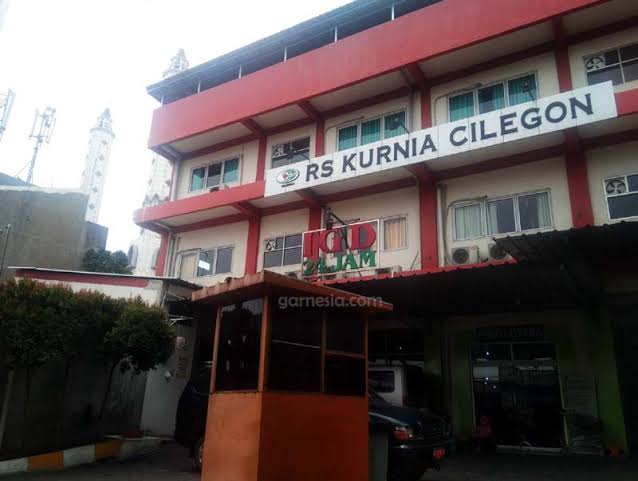 RS KURNIA CILEGON
IGD
24 JAM
garnesia.com